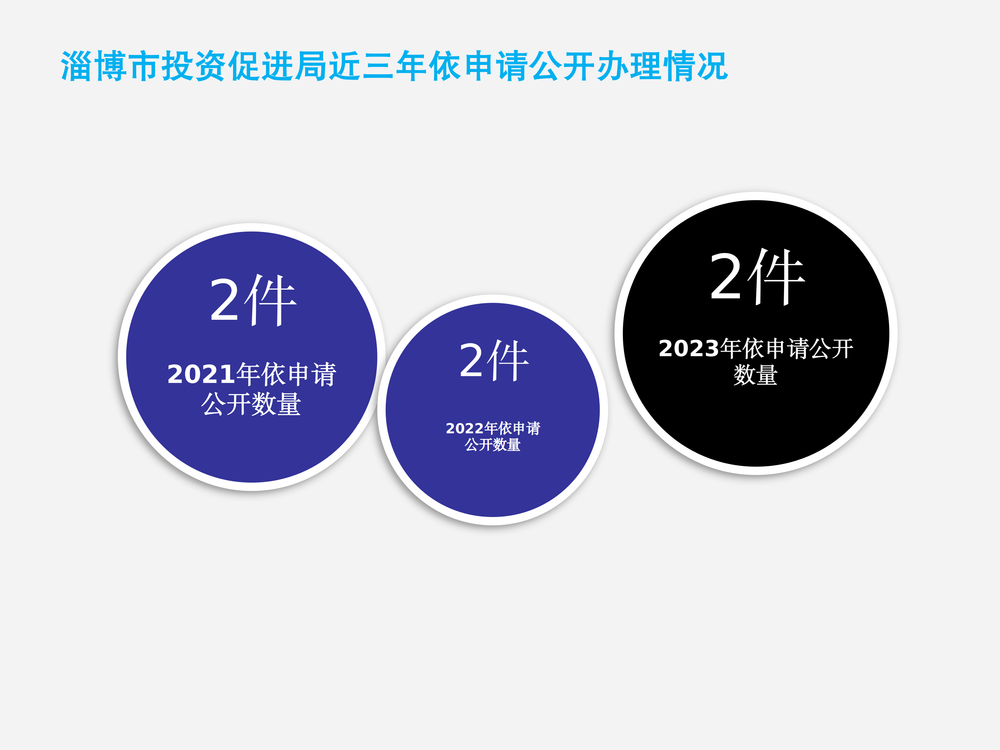 淄博市投资促进局近三年依申请公开办理情况
2件
2021年依申请
公开数量
2件
2022年依申请
公开数量
2件
2023年依申请公开
数量